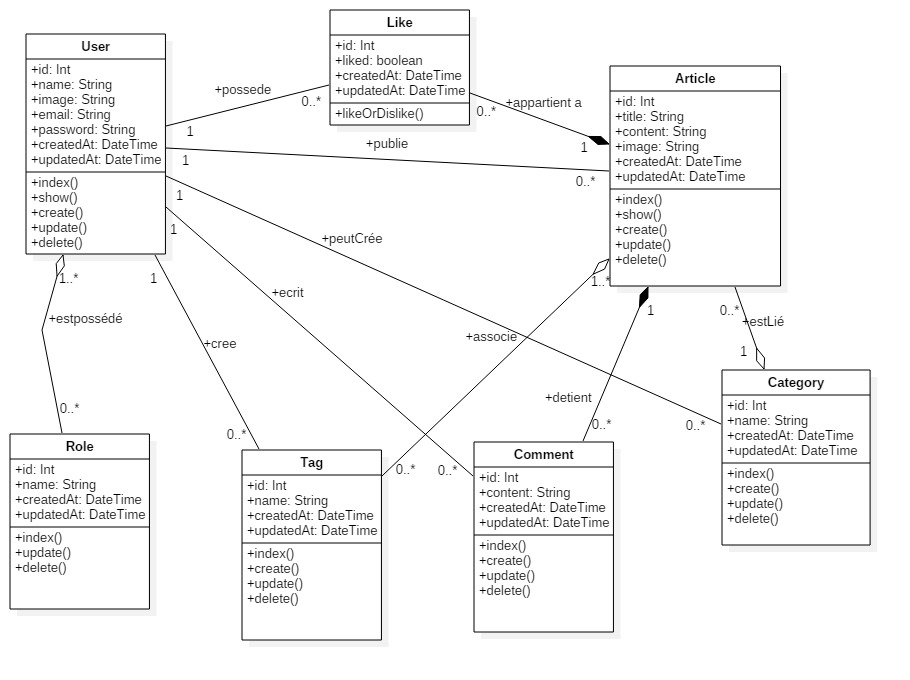 User
+id: Int
+name: String
+image: String
+email: String
+password: String
+createdAt: DateTime
+updatedAt: DateTime
+index()
+show()
+create()
+update()
+delete()
Like
+id: Int
+liked: boolean
+createdAt: DateTime
+updatedAt: DateTime
+likeOrDislike()
Article
+id: Int
+title: String
+content: String
+image: String
+createdAt: DateTime
+updatedAt: DateTime
+index()
+show()
+create()
+update()
+delete()
+possede
1
0..*
+appartient a
0..*
1
+publie
1
0..*
+peutCrée
1
0..*
+ecrit
1
0..*
+cree
1
0..*
+estpossédé
1..*
0..*
+associe
1..*
0..*
+detient
1
0..*
+estLié
0..*
1
Role
+id: Int
+name: String
+createdAt: DateTime
+updatedAt: DateTime
+index()
+update()
+delete()
Tag
+id: Int
+name: String
+createdAt: DateTime
+updatedAt: DateTime
+index()
+create()
+update()
+delete()
Comment
+id: Int
+content: String
+createdAt: DateTime
+updatedAt: DateTime
+index()
+create()
+update()
+delete()
Category
+id: Int
+name: String
+createdAt: DateTime
+updatedAt: DateTime
+index()
+create()
+update()
+delete()